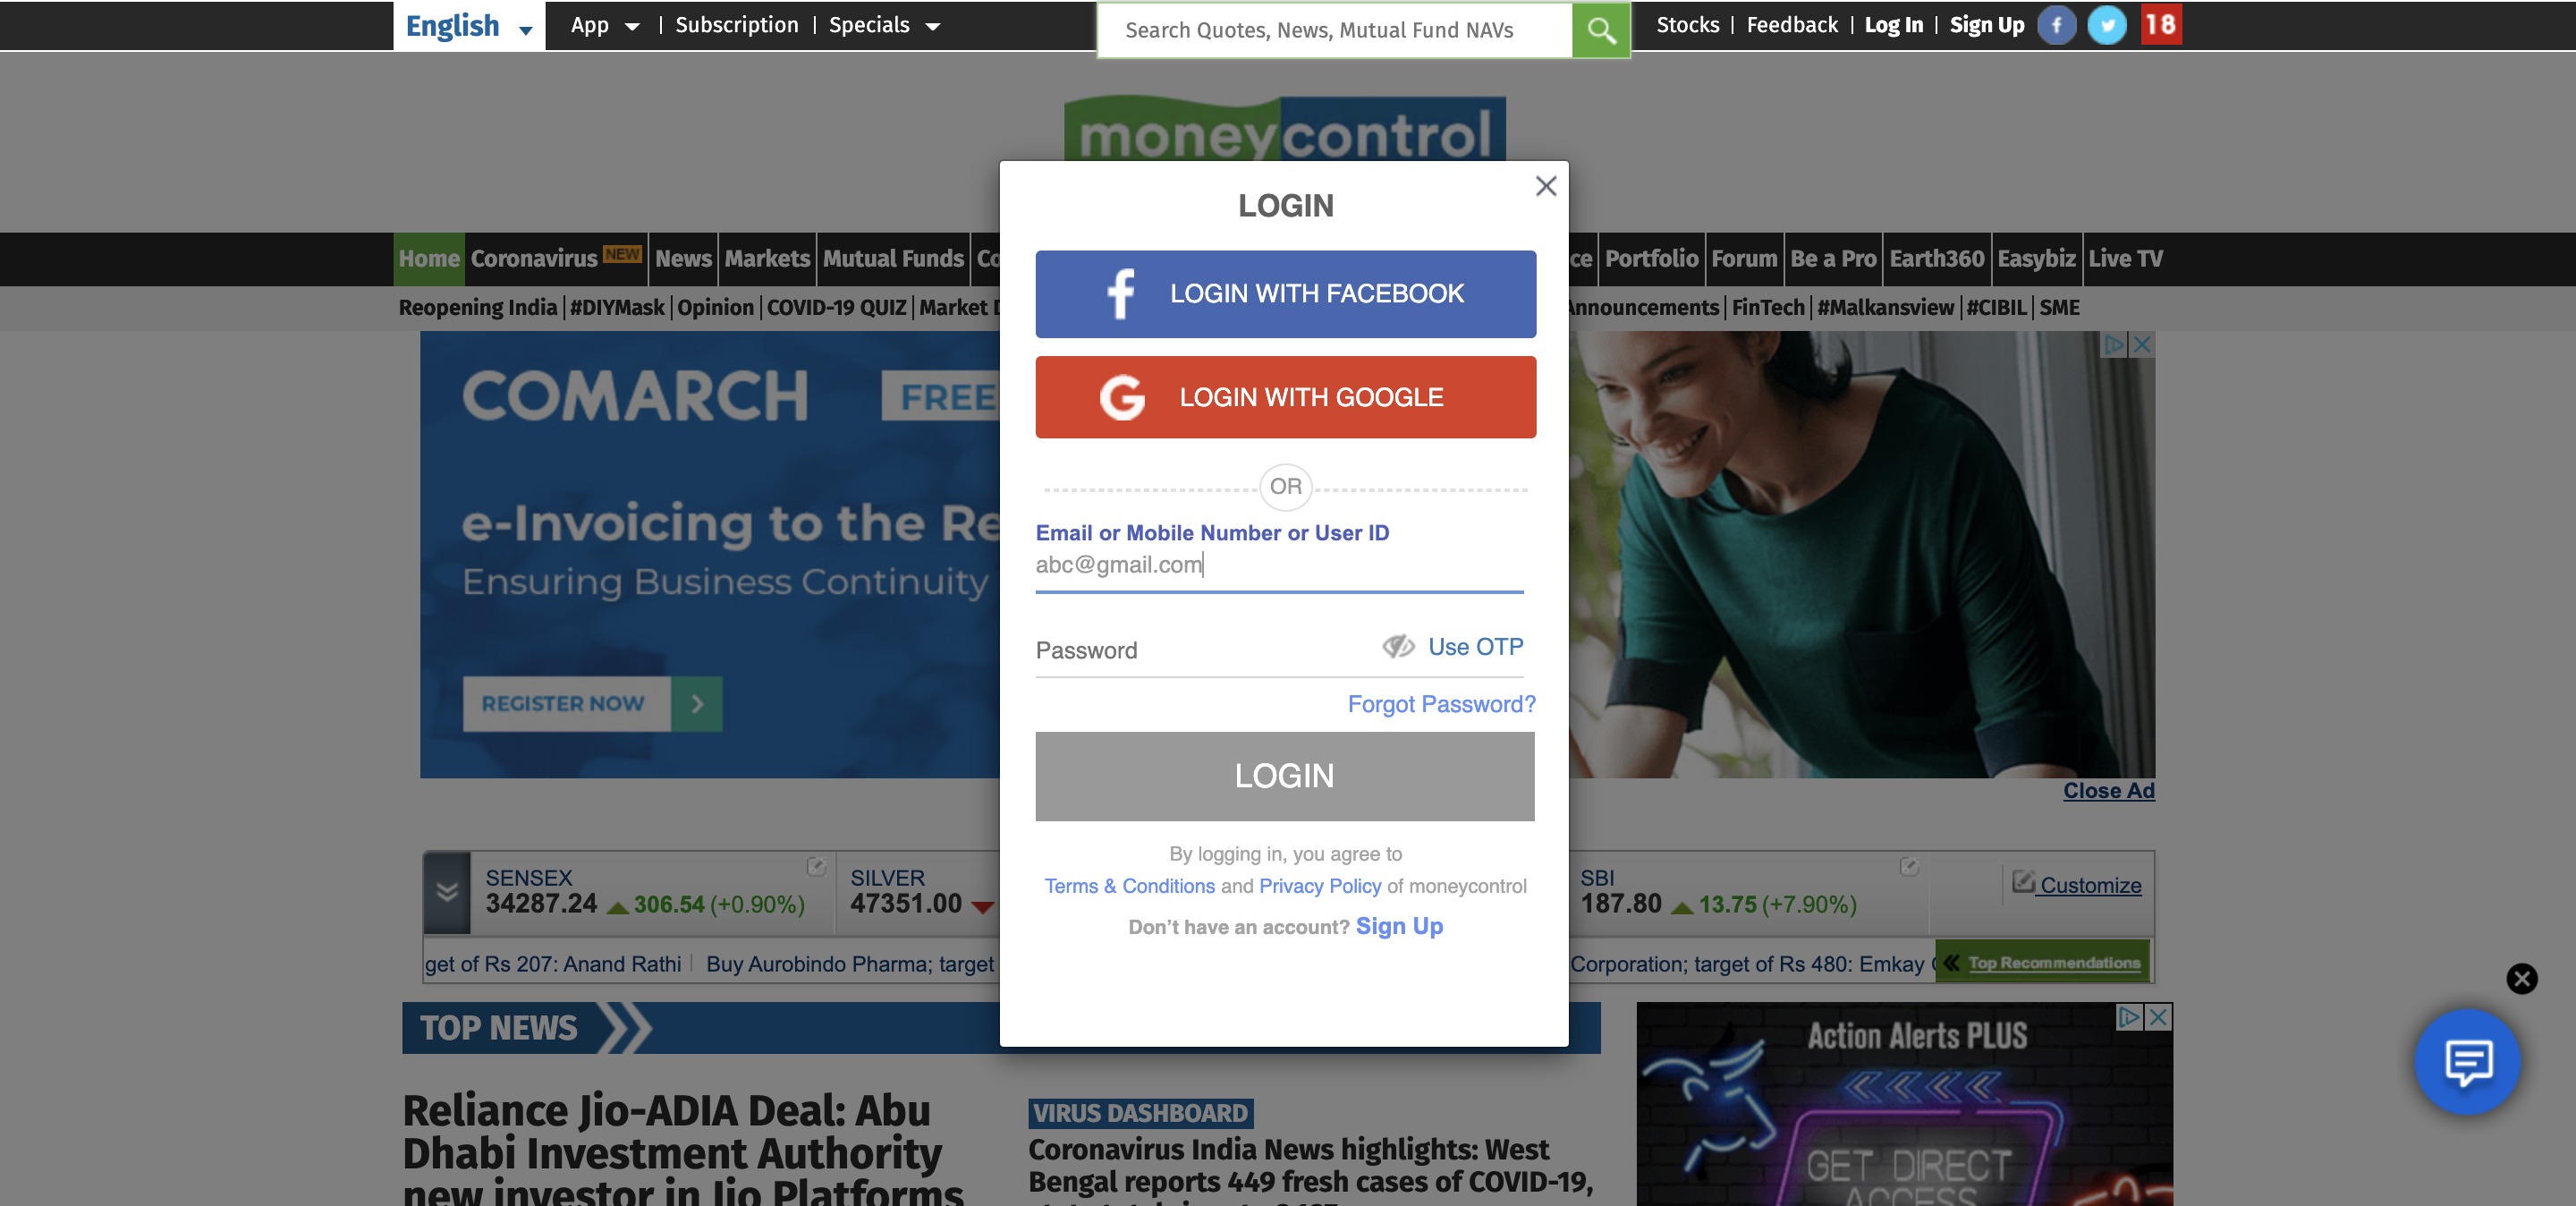 English
App | Subscription | Specials
Search Quotes, News, Mutual Fund NAVs
Stocks | Feedback | Log In | Sign Up
18
moneycontrol
Home Coronavirus NEW News Markets Mutual Funds Co
ce Portfolio Forum Be a Pro Earth360 Easybiz Live TV
Reopening India | #DIYMask | Opinion | COVID-19 QUIZ | Market D
Announcements | FinTech | #Malkansview | #CIBIL | SME
COMARCH
FREE
e-Invoicing to the Re
Ensuring Business Continuity
REGISTER NOW
LOGIN
LOGIN WITH FACEBOOK
LOGIN WITH GOOGLE
OR
Email or Mobile Number or User ID
abc@gmail.com
Password
Use OTP
Forgot Password?
LOGIN
By logging in, you agree to
Terms & Conditions and Privacy Policy of moneycontrol
Don't have an account? Sign Up
Close Ad
SENSEX
34287.24 306.54 (+0.90%)
SILVER
47351.00
SBI
187.80 13.75 (+7.90%)
Customize
get of Rs 207: Anand Rathi | Buy Aurobindo Pharma; target
Corporation; target of Rs 480: Emkay
Top Recommendations
TOP NEWS
Reliance Jio-ADIA Deal: Abu
Dhabi Investment Authority
new investor in Jio Platforms
VIRUS DASHBOARD
Coronavirus India News highlights: West
Bengal reports 449 fresh cases of COVID-19,
Action Alerts PLUS
GET DIRECT
ACCESS